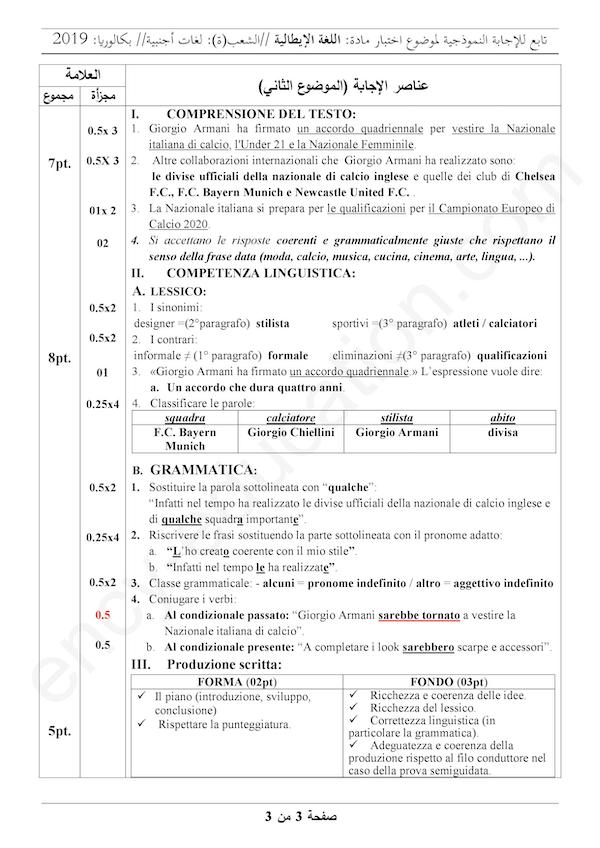 تابع للإجابة النموذجية لموضوع اختبار مادة: اللغة الإيطالية //الشعب(ة): لغات أجنبية// بكالوريا: 2019
العلامة
عناصر الإجابة (الموضوع الثاني)
مجموع
مجزأة
I. COMPRENSIONE DEL TESTO:
0.5x 3
1. Giorgio Armani ha firmato un accordo quadriennale per vestire la Nazionale
italiana di calcio, l'Under 21 e la Nazionale Femminile.
7pt.
0.5X 3
2. Altre collaborazioni internazionali che Giorgio Armani ha realizzato sono:
le divise ufficiali della nazionale di calcio inglese e quelle dei club di Chelsea
F.C., F.C. Bayern Munich e Newcastle United F.C. .
01x 2
3. La Nazionale italiana si prepara per le qualificazioni per il Campionato Europeo di
Calcio 2020.
02
4. Si accettano le risposte coerenti e grammaticalmente giuste che rispettano il
senso della frase data (moda, calcio, musica, cucina, cinema, arte, lingua, ...).
II. COMPETENZA LINGUISTICA:
A. LESSICO:
0.5x2
1. I sinonimi:
designer =(2°paragrafo) stilista sportivi =(3° paragrafo) atleti / calciatori
0.5x2
2. I contrari:
8pt.
informale ≠ (1° paragrafo) formale eliminazioni ≠(3° paragrafo) qualificazioni
01
3. «Giorgio Armani ha firmato un accordo quadriennale.» L'espressione vuole dire:
a. Un accordo che dura quattro anni.
0.25x4
4. Classificare le parole:
squadra calciatore stilista abito
F.C. Bayern Giorgio Chiellini Giorgio Armani divisa
Munich
B. GRAMMATICA:
0.5x2
1. Sostituire la parola sottolineata con "qualche":
"Infatti nel tempo ha realizzato le divise ufficiali della nazionale di calcio inglese e
di qualche squadra importante".
0.25x4
2. Riscrivere le frasi sostituendo la parte sottolineata con il pronome adatto:
a. "L'ho creato coerente con il mio stile".
b. "Infatti nel tempo le ha realizzate".
0.5x2
3. Classe grammaticale: - alcuni = pronome indefinito / altro = aggettivo indefinito
4. Coniugare i verbi:
0.5
a. Al condizionale passato: "Giorgio Armani sarebbe tornato a vestire la
Nazionale italiana di calcio".
0.5
b. Al condizionale presente: "A completare i look sarebbero scarpe e accessori".
III. Produzione scritta:
FORMA (02pt) FONDO (03pt)
✓ Il piano (introduzione, sviluppo,
conclusione)
✓ Rispettare la punteggiatura.
✓ Ricchezza e coerenza delle idee.
✓ Ricchezza del lessico.
✓ Correttezza linguistica (in
particolare la grammatica).
✓ Adeguatezza e coerenza della
produzione rispetto al filo conduttore nel
caso della prova semiguidata.
5pt.
صفحة 3 من 3